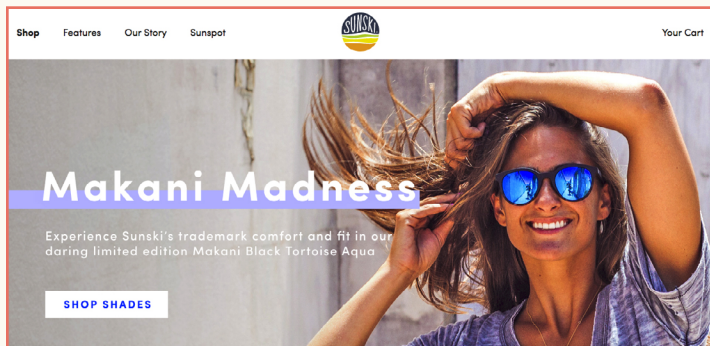 Shop Features Our Story Sunspot
SUNSKI
Your Cart
Makani Madness
Experience Sunski's trademark comfort and fit in our
daring limited edition Makani Black Tortoise Aqua
SHOP SHADES